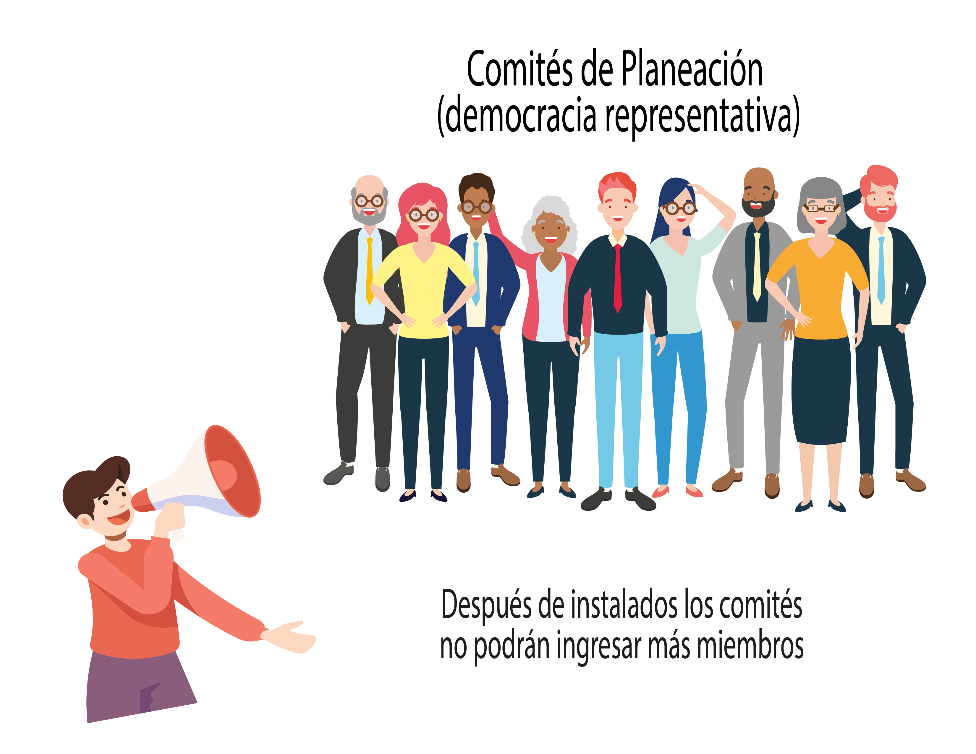 Comités de Planeación
(democracia representativa)
Después de instalados los comités
no podrán ingresar más miembros